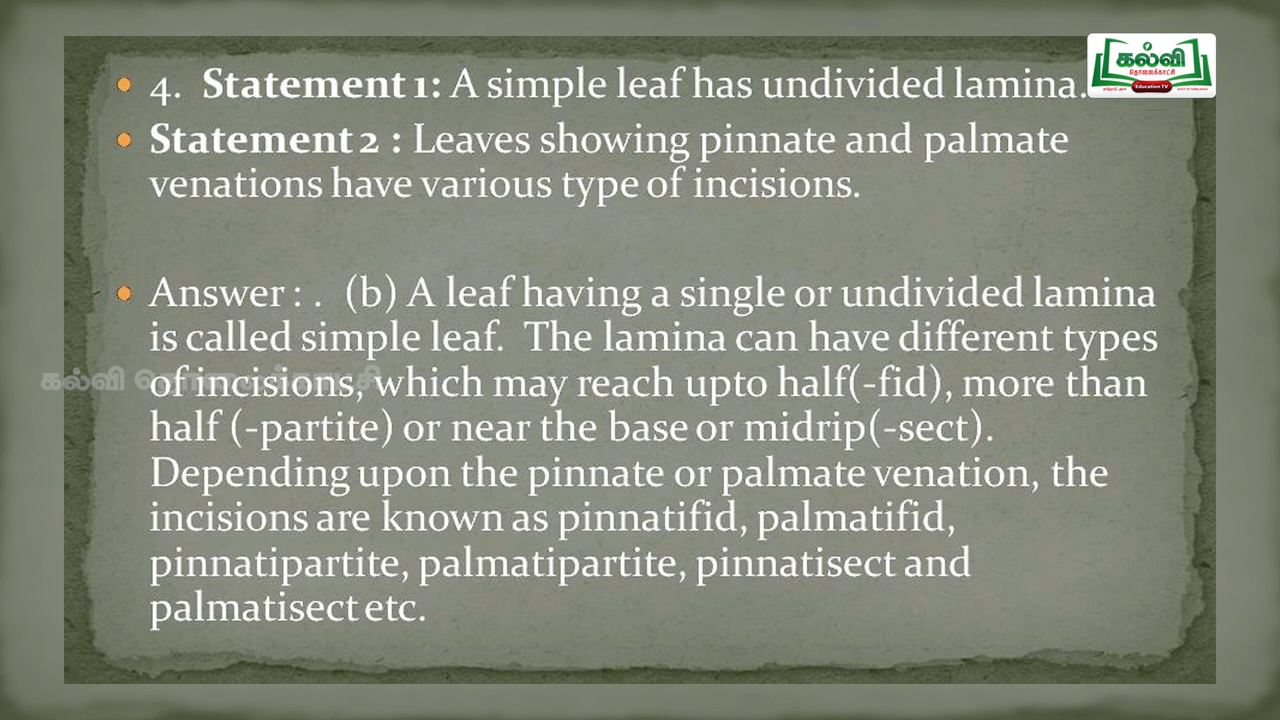 கல்வி
தொலைக்காட்சி
Education TV
• 4. Statement 1: A simple leaf has undivided lamina.
• Statement 2 : Leaves showing pinnate and palmate
venations have various type of incisions.
• Answer : . (b) A leaf having a single or undivided lamina
is called simple leaf. The lamina can have different types
of incisions, which may reach upto half(-fid), more than
half (-partite) or near the base or midrip(-sect).
Depending upon the pinnate or palmate venation, the
incisions are known as pinnatifid, palmatifid,
pinnatipartite, palmatipartite, pinnatisect and
palmatisect etc.
கல்வி தொலைக்காட்சி